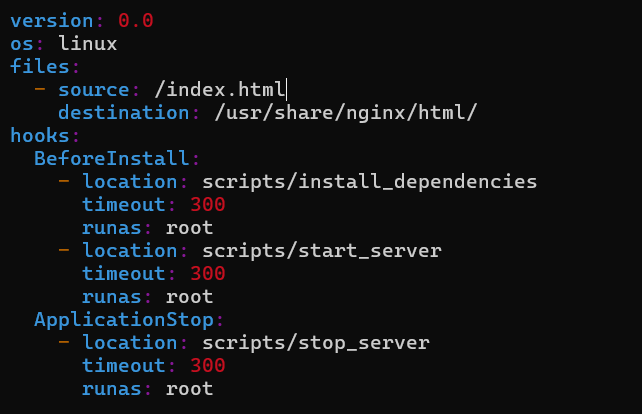 version: 0.0
os: linux
files:
  - source: /index.html
    destination: /usr/share/nginx/html/
hooks:
  BeforeInstall:
    - location: scripts/install_dependencies
      timeout: 300
      runas: root
    - location: scripts/start_server
      timeout: 300
      runas: root
  ApplicationStop:
    - location: scripts/stop_server
      timeout: 300
      runas: root